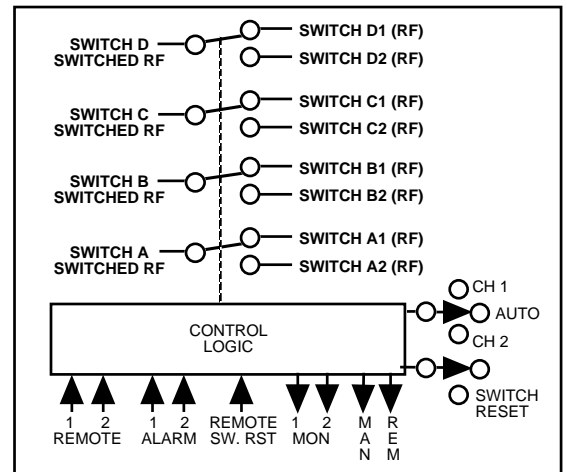 SWITCH D
SWITCHED RF
SWITCH D1 (RF)
SWITCH D2 (RF)
SWITCH C
SWITCHED RF
SWITCH C1 (RF)
SWITCH C2 (RF)
SWITCH B
SWITCHED RF
SWITCH B1 (RF)
SWITCH B2 (RF)
SWITCH A
SWITCHED RF
SWITCH A1 (RF)
SWITCH A2 (RF)
CONTROL
LOGIC
CH 1
AUTO
CH 2
SWITCH
RESET
1 2
REMOTE
1 2
ALARM
REMOTE
SW. RST
1 2
MON
MAN
REM